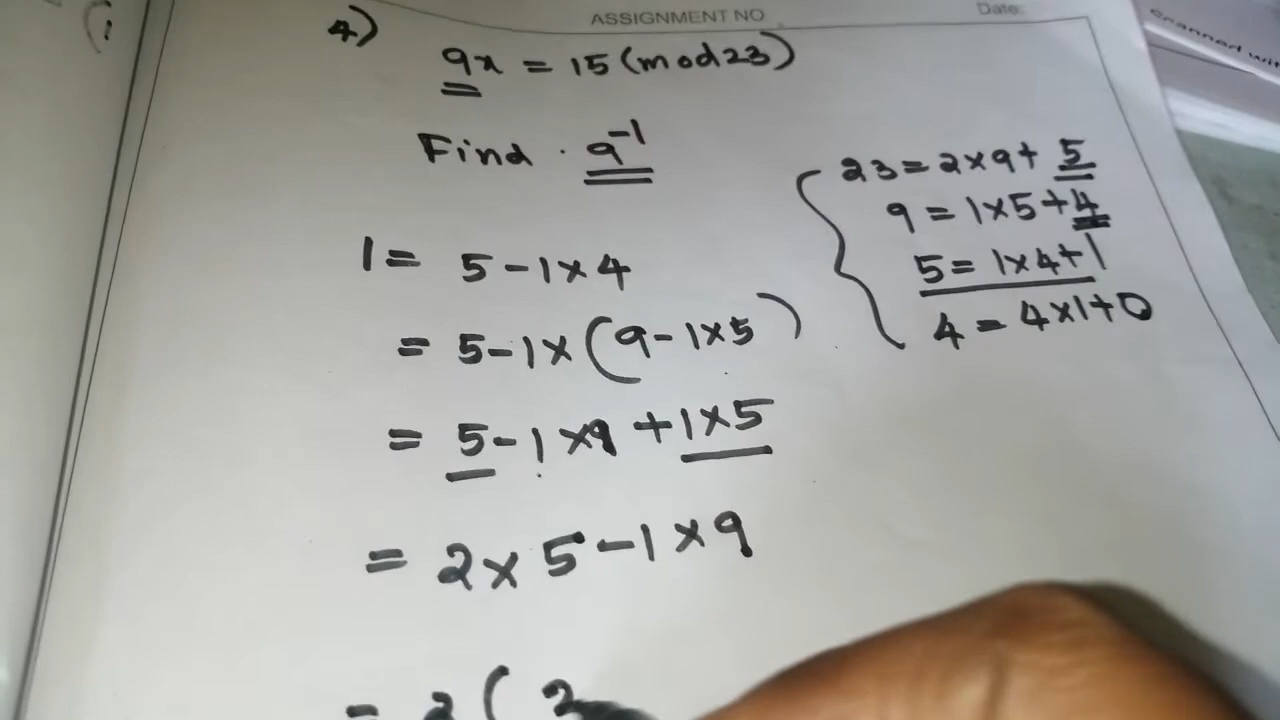 ASSIGNMENT NO
Date:
4)
9x = 15 (mod 23)
Find 9⁻¹
23 = 2×9+ 5
9 = 1×5+4
5 = 1×4+1
4 = 4×1+0
1 = 5-1×4
= 5-1×(9-1×5)
= 5-1×9 +1×5
= 2×5-1×9
= 2(2